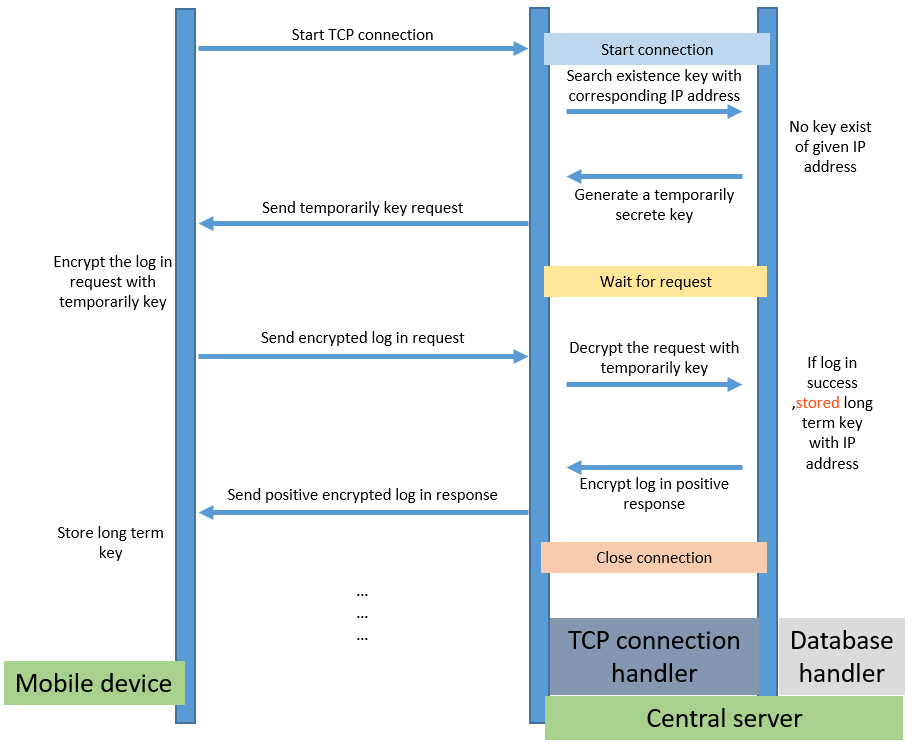 Start TCP connection
Start connection
Search existence key with
corresponding IP address
No key exist
of given IP
address
Generate a temporarily
secrete key
Send temporarily key request
Encrypt the log in
request with
temporarily key
Wait for request
Send encrypted log in request
Decrypt the request with
temporarily key
If log in
success
,stored long
term key
with IP
address
Encrypt log in positive
response
Send positive encrypted log in response
Store long term
key
Close connection
...
...
...
TCP connection
handler
Database
handler
Mobile device
Central server